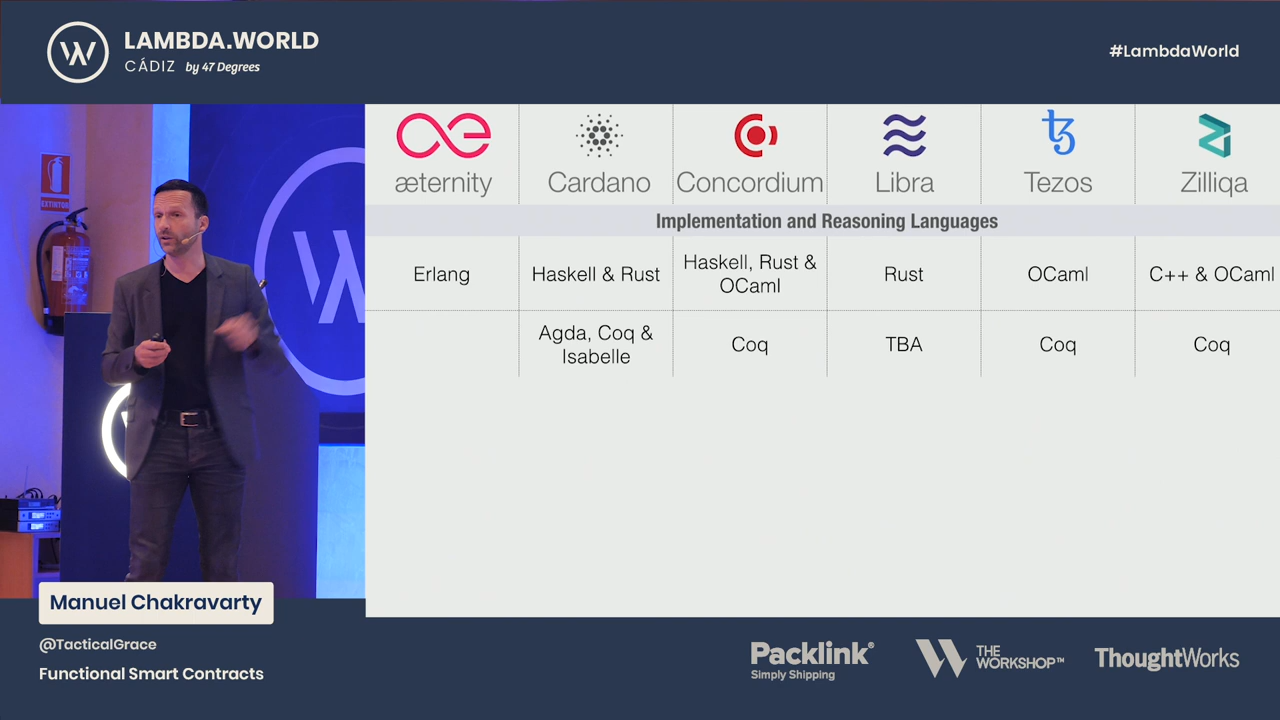 LAMBDA.WORLD
CÁDIZ by 47 Degrees
#LambdaWorld
EXTINTOR
æternity
Cardano
Concordium
Libra
Tezos
Zilliqa
Implementation and Reasoning Languages
Erlang
Haskell & Rust
Haskell, Rust &
OCaml
Rust
OCaml
C++ & OCaml
Agda, Coq &
Isabelle
Coq
TBA
Coq
Coq
Manuel Chakravarty
@TacticalGrace
Functional Smart Contracts
Packlink®
Simply Shipping
THE
WORKSHOP™
ThoughtWorks